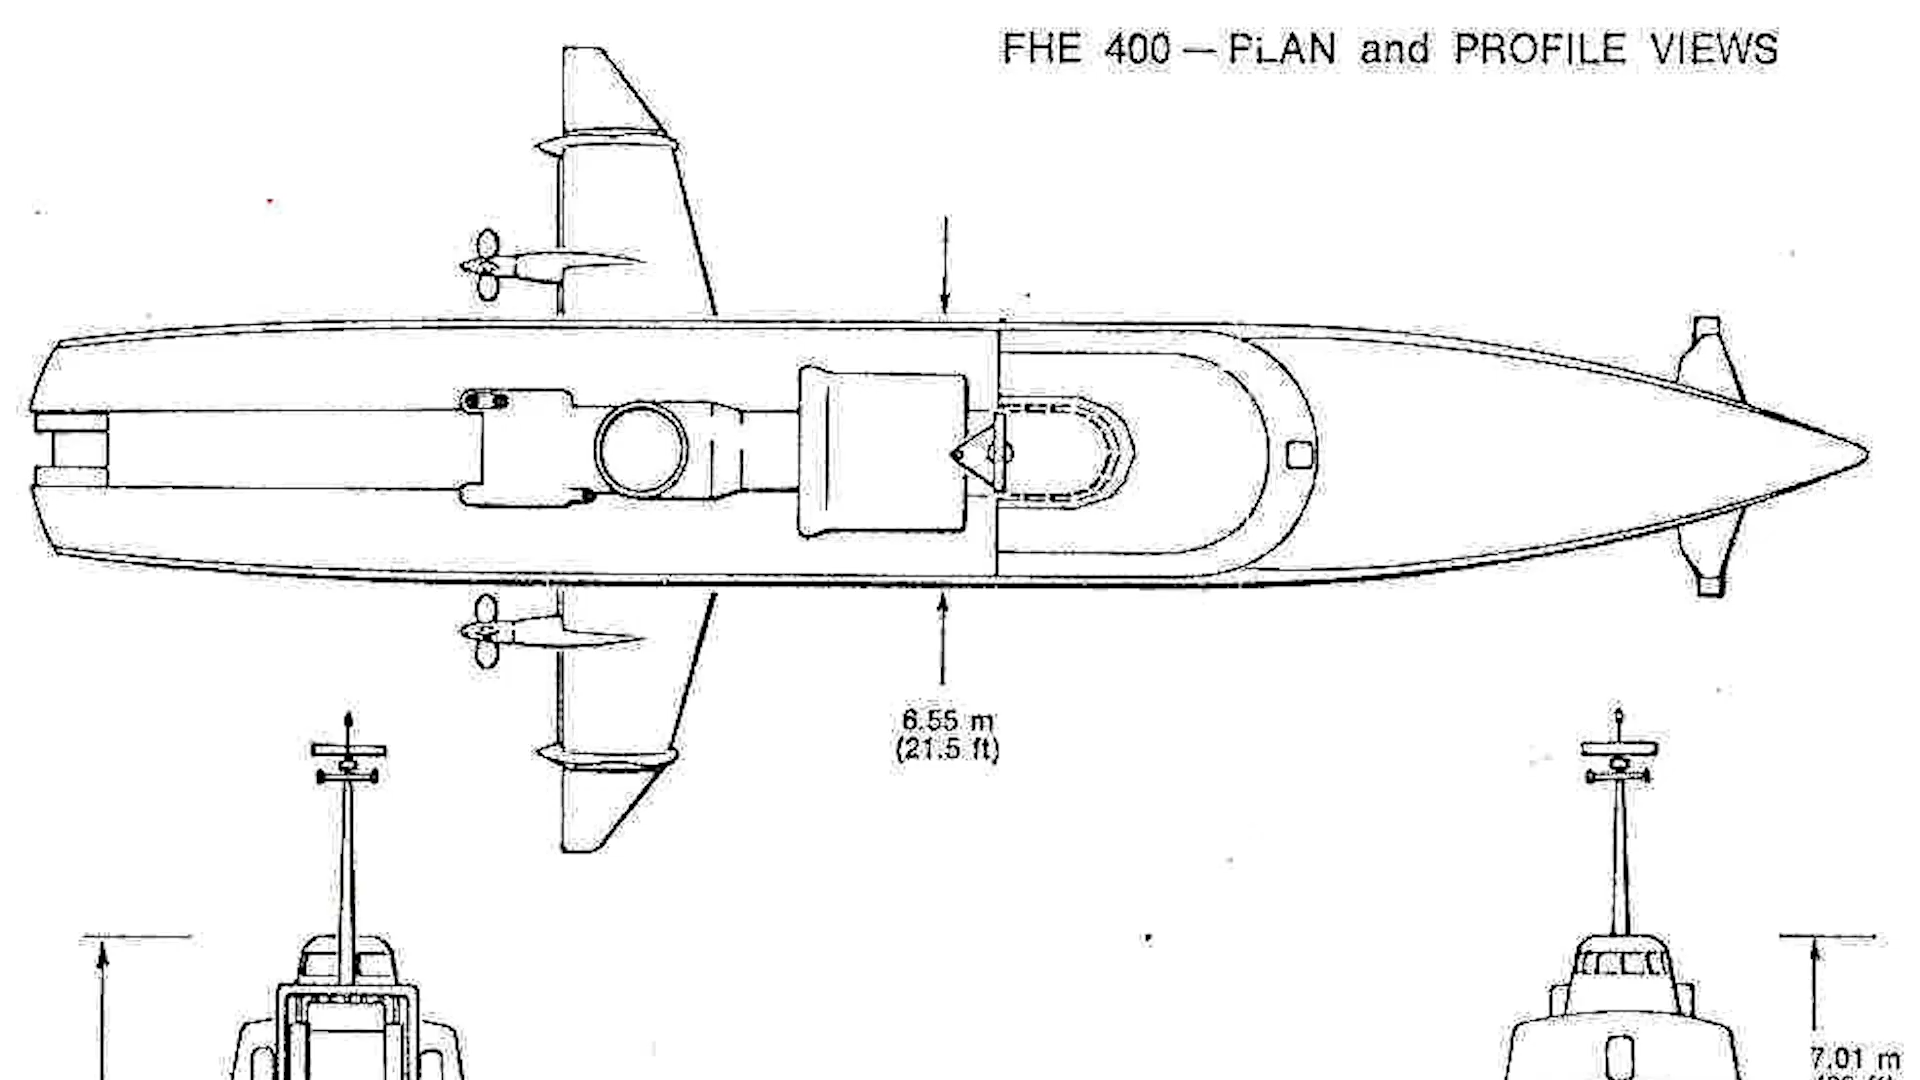 FHE 400 — PLAN and PROFILE VIEWS
6.55 m
(21.5 ft)
7.01 m